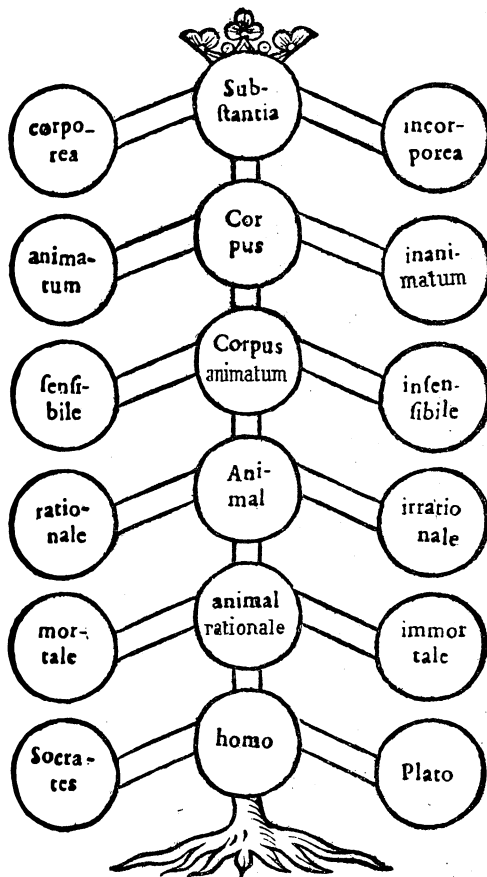 Sub-
ſtantia
corpo-
rea
incor-
porea
Cor
pus
anima-
tum
inani-
matum
Corpus
animatum
ſenſi-
bile
inſen-
ſibile
Ani-
mal
ratio-
nale
irratio
nale
animal
rationale
mor-
tale
immor
tale
homo
Socra-
tes
Plato